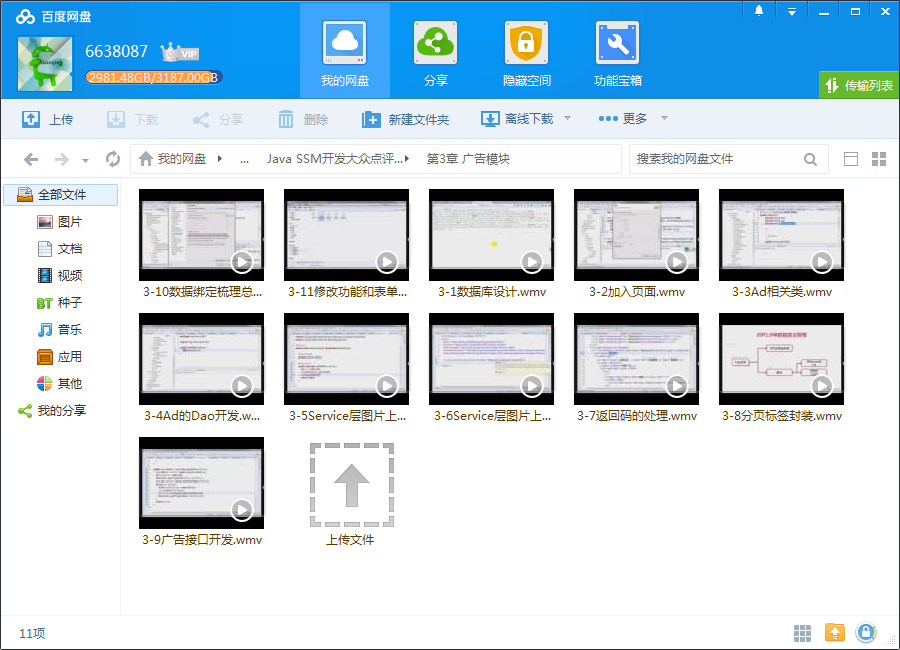 百度网盘
6638087
VIP
2981.48GB/3187.00GB
我的网盘
分享
隐藏空间
功能宝箱
传输列表
上传
下载
分享
删除
新建文件夹
离线下载
更多
我的网盘
...
Java SSM开发大众点评...
第3章 广告模块
搜索我的网盘文件
全部文件
图片
文档
视频
BT 种子
音乐
应用
其他
我的分享
3-10数据绑定梳理总...
3-11修改功能和表单...
3-1数据库设计.wmv
3-2加入页面.wmv
3-3Ad相关类.wmv
3-4Ad的Dao开发.w...
3-5Service层图片上...
3-6Service层图片上...
3-7返回码的处理.wmv
3-8分页标签封装.wmv
3-9广告接口开发.wmv
上传文件
11项